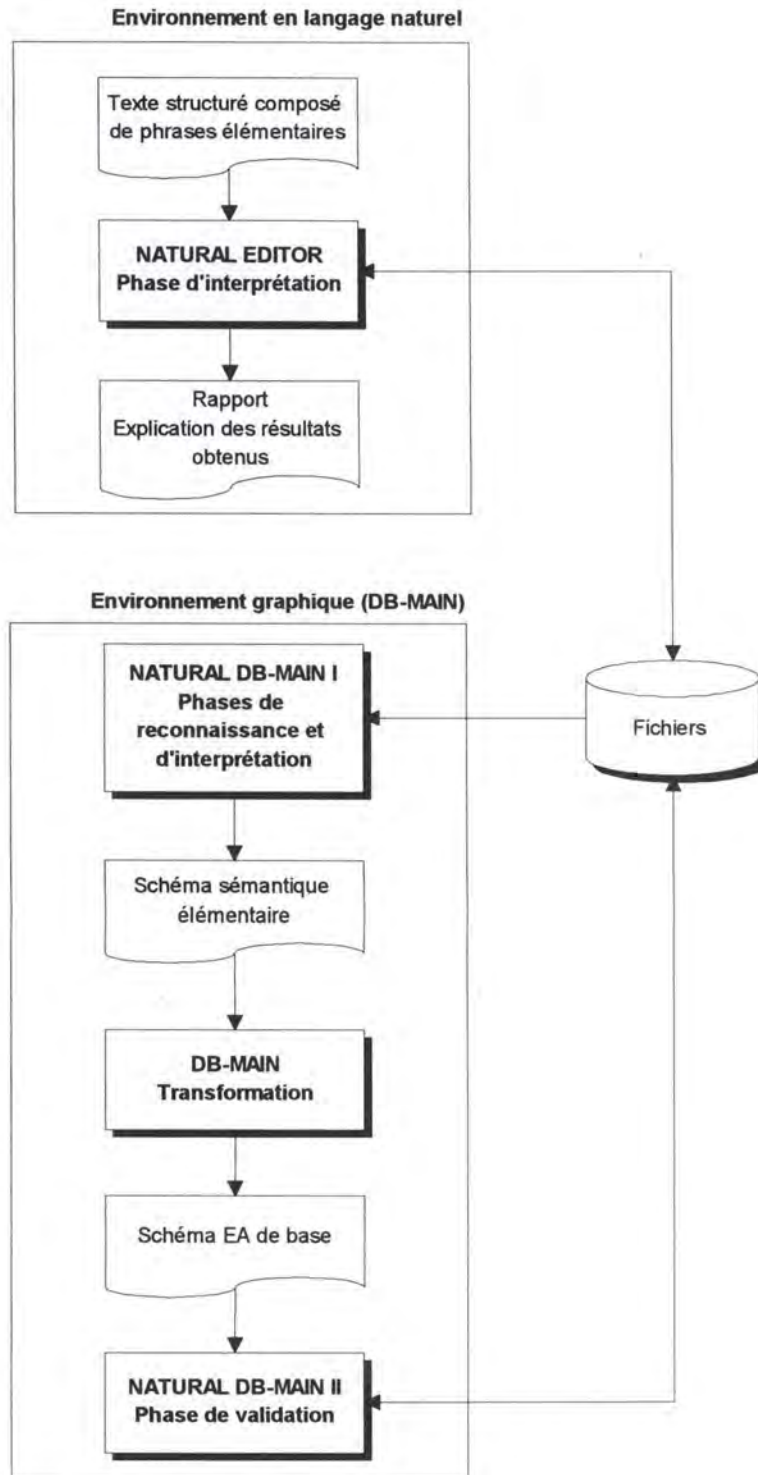 Environnement en langage naturel
Texte structuré composé
de phrases élémentaires
NATURAL EDITOR
Phase d'interprétation
Rapport
Explication des résultats
obtenus
Environnement graphique (DB-MAIN)
NATURAL DB-MAIN I
Phases de
reconnaissance et
d'interprétation
Fichiers
Schéma sémantique
élémentaire
DB-MAIN
Transformation
Schéma EA de base
NATURAL DB-MAIN II
Phase de validation